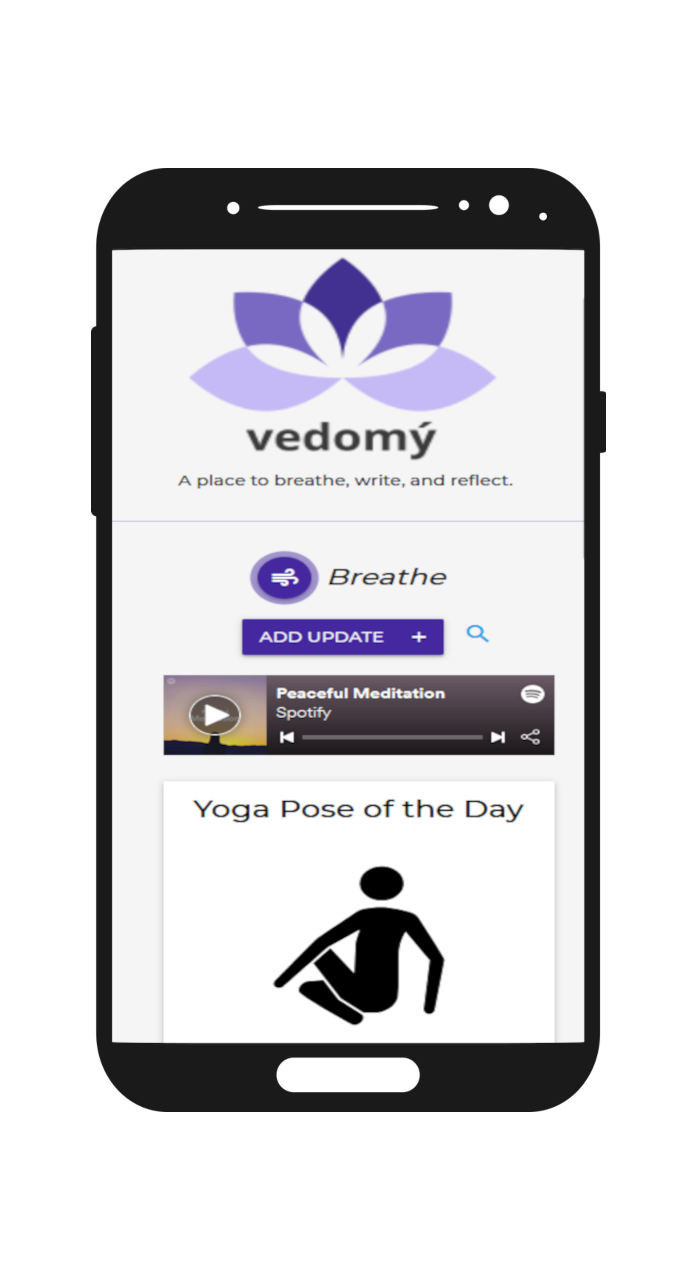 vedomý
A place to breathe, write, and reflect.
Breathe
ADD UPDATE +
Peaceful Meditation
Spotify
Yoga Pose of the Day